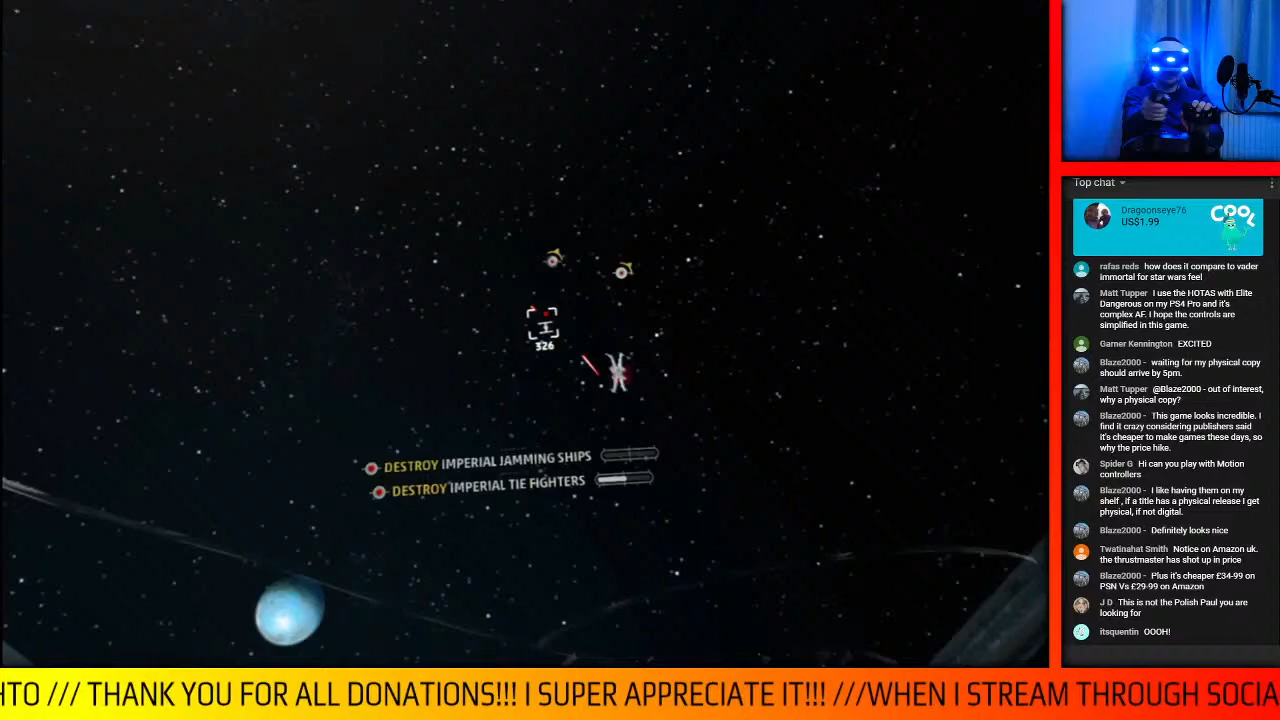 326
DESTROY IMPERIAL JAMMING SHIPS
DESTROY IMPERIAL TIE FIGHTERS
Top chat
Dragoonseye76
US$1.99
COOL
rafas reds how does it compare to vader
immortal for star wars feel
Matt Tupper I use the HOTAS with Elite
Dangerous on my PS4 Pro and it's
complex AF. I hope the controls are
simplified in this game.
Gamer Kennington EXCITED
Blaze2000 - waiting for my physical copy
should arrive by 5pm.
Matt Tupper @Blaze2000 - out of interest,
why a physical copy?
Blaze2000 - This game looks incredible. I
find it crazy considering publishers said
it's cheaper to make games these days, so
why the price hike.
Spider G Hi can you play with Motion
controllers
Blaze2000 - I like having them on my
shelf , if a title has a physical release I get
physical, if not digital.
Blaze2000 - Definitely looks nice
Twatinahat Smith Notice on Amazon uk.
the thrustmaster has shot up in price
Blaze2000 - Plus it's cheaper £34-99 on
PSN Vs £29-99 on Amazon
J D This is not the Polish Paul you are
looking for
itsquentin OOOH!
HTO /// THANK YOU FOR ALL DONATIONS!!! I SUPER APPRECIATE IT!!! ///WHEN I STREAM THROUGH SOCIA